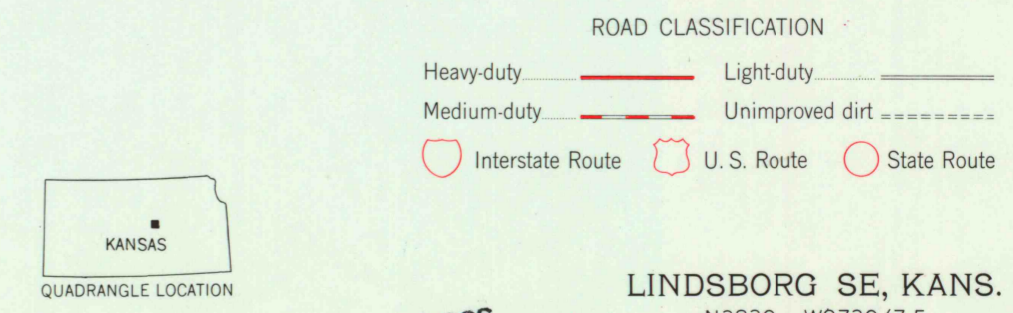 ROAD CLASSIFICATION
Heavy-duty Light-duty
Medium-duty Unimproved dirt
Interstate Route U. S. Route State Route
KANSAS
QUADRANGLE LOCATION
LINDSBORG SE, KANS.